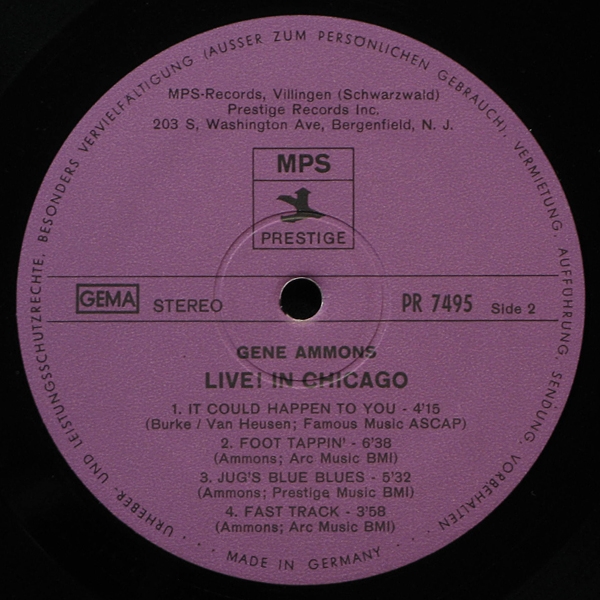 URHEBER- UND LEISTUNGSSCHUTZRECHTE, BESONDERS VERVIELFÄLTIGUNG (AUSSER ZUM PERSÖNLICHEN GEBRAUCH), VERMIETUNG, AUFFÜHRUNG, SENDUNG, VORBEHALTEN
MPS-Records, Villingen (Schwarzwald)
Prestige Records Inc.
203 S, Washington Ave, Bergenfield, N. J.
MPS
PRESTIGE
GEMA STEREO PR 7495 Side 2
GENE AMMONS
LIVE! IN CHICAGO
1. IT COULD HAPPEN TO YOU - 4'15
(Burke / Van Heusen; Famous Music ASCAP)
2. FOOT TAPPIN' - 6'38
(Ammons; Arc Music BMI)
3. JUG'S BLUE BLUES - 5'32
(Ammons; Prestige Music BMI)
4. FAST TRACK - 3'58
(Ammons; Arc Music BMI)
. . . MADE IN GERMANY . . .